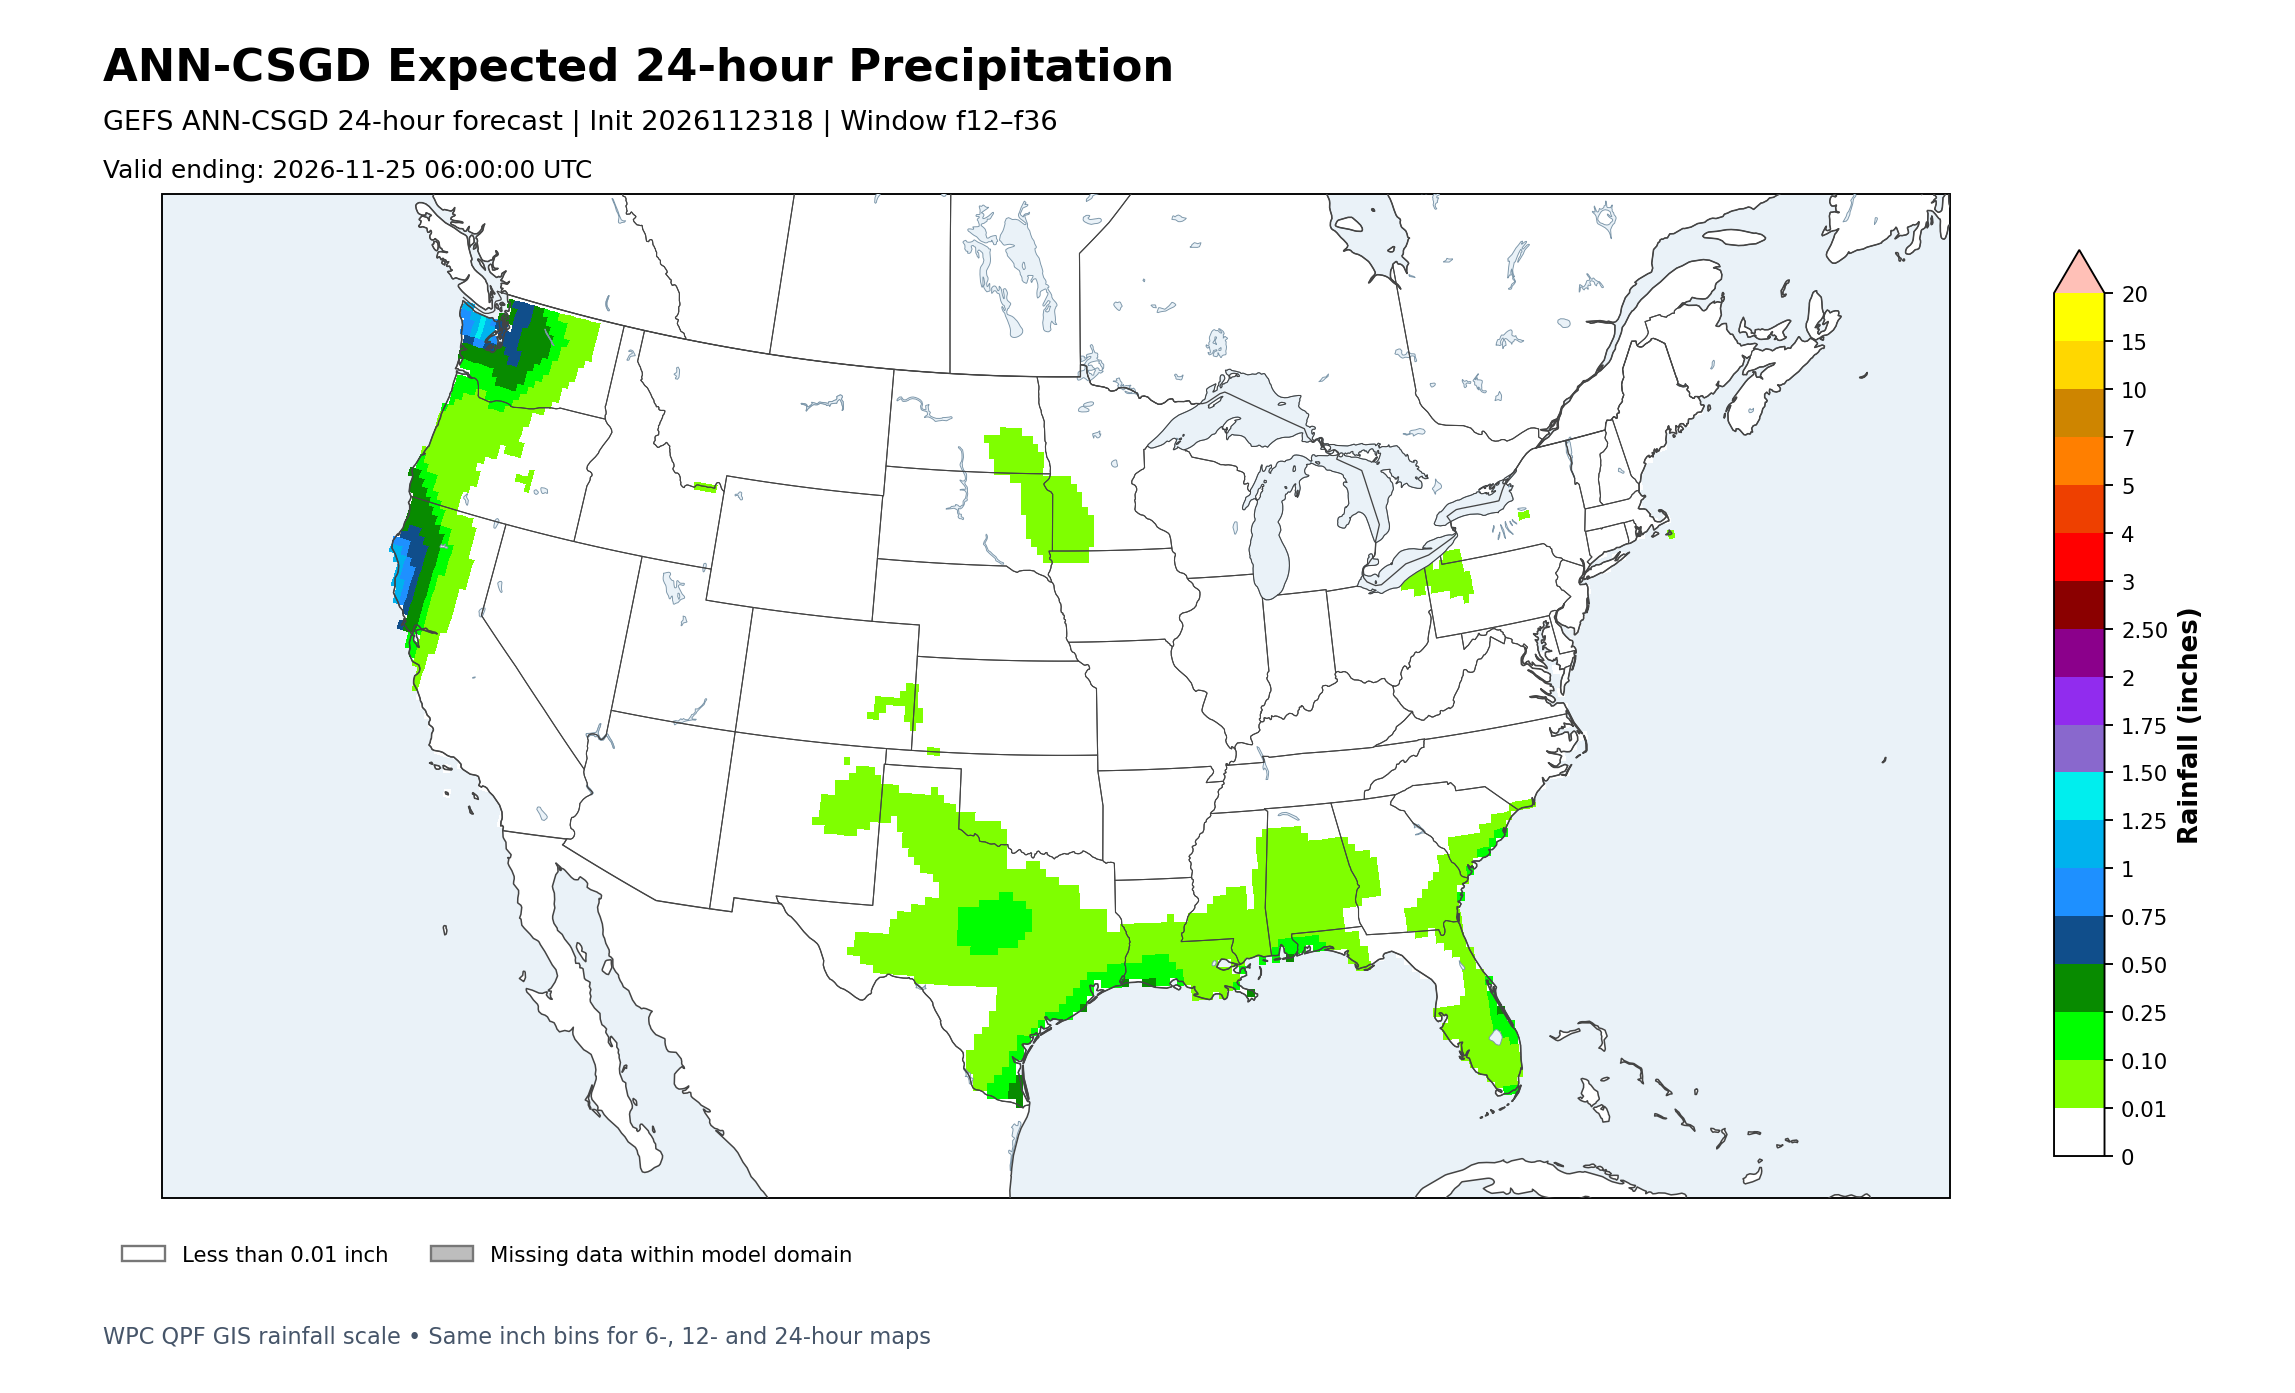 ANN-CSGD Expected 24-hour Precipitation
GEFS ANN-CSGD 24-hour forecast | Init 2026112318 | Window f12–f36
Valid ending: 2026-11-25 06:00:00 UTC
20
15
10
7
5
4
3
2.50
2
1.75
1.50
1.25
1
0.75
0.50
0.25
0.10
0.01
0
Rainfall (inches)
Less than 0.01 inch
Missing data within model domain
WPC QPF GIS rainfall scale • Same inch bins for 6-, 12- and 24-hour maps